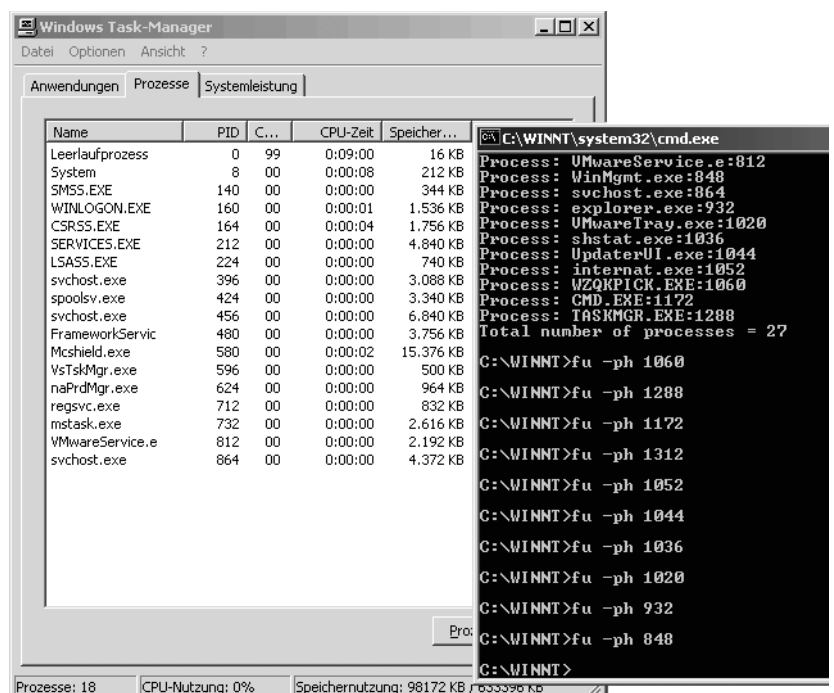 Windows Task-Manager
Datei Optionen Ansicht ?
Anwendungen Prozesse Systemleistung
Name PID C... CPU-Zeit Speicher...
Leerlaufprozess 0 99 0:09:00 16 KB
System 8 00 0:00:08 212 KB
SMSS.EXE 140 00 0:00:00 344 KB
WINLOGON.EXE 160 00 0:00:01 1.536 KB
CSRSS.EXE 164 00 0:00:04 1.756 KB
SERVICES.EXE 212 00 0:00:00 4.840 KB
LSASS.EXE 224 00 0:00:00 740 KB
svchost.exe 396 00 0:00:00 3.088 KB
spoolsv.exe 424 00 0:00:00 3.340 KB
svchost.exe 456 00 0:00:00 6.840 KB
FrameworkServic 480 00 0:00:00 3.756 KB
Mcshield.exe 580 00 0:00:02 15.376 KB
VsTskMgr.exe 596 00 0:00:00 500 KB
naPrdMgr.exe 624 00 0:00:00 964 KB
regsvc.exe 712 00 0:00:00 832 KB
mstask.exe 732 00 0:00:00 2.616 KB
VMwareService.e 812 00 0:00:00 2.192 KB
svchost.exe 864 00 0:00:00 4.372 KB
Proz
Prozesse: 18 CPU-Nutzung: 0% Speichernutzung: 98172 KB / 633396 KB
C:\WINNT\system32\cmd.exe
Process: VMwareService.e:812
Process: WinMgmt.exe:848
Process: svchost.exe:864
Process: explorer.exe:932
Process: VMwareTray.exe:1020
Process: shstat.exe:1036
Process: UpdaterUI.exe:1044
Process: internat.exe:1052
Process: WZQKPICK.EXE:1060
Process: CMD.EXE:1172
Process: TASKMGR.EXE:1288
Total number of processes = 27
C:\WINNT>fu -ph 1060
C:\WINNT>fu -ph 1288
C:\WINNT>fu -ph 1172
C:\WINNT>fu -ph 1312
C:\WINNT>fu -ph 1052
C:\WINNT>fu -ph 1044
C:\WINNT>fu -ph 1036
C:\WINNT>fu -ph 1020
C:\WINNT>fu -ph 932
C:\WINNT>fu -ph 848
C:\WINNT>